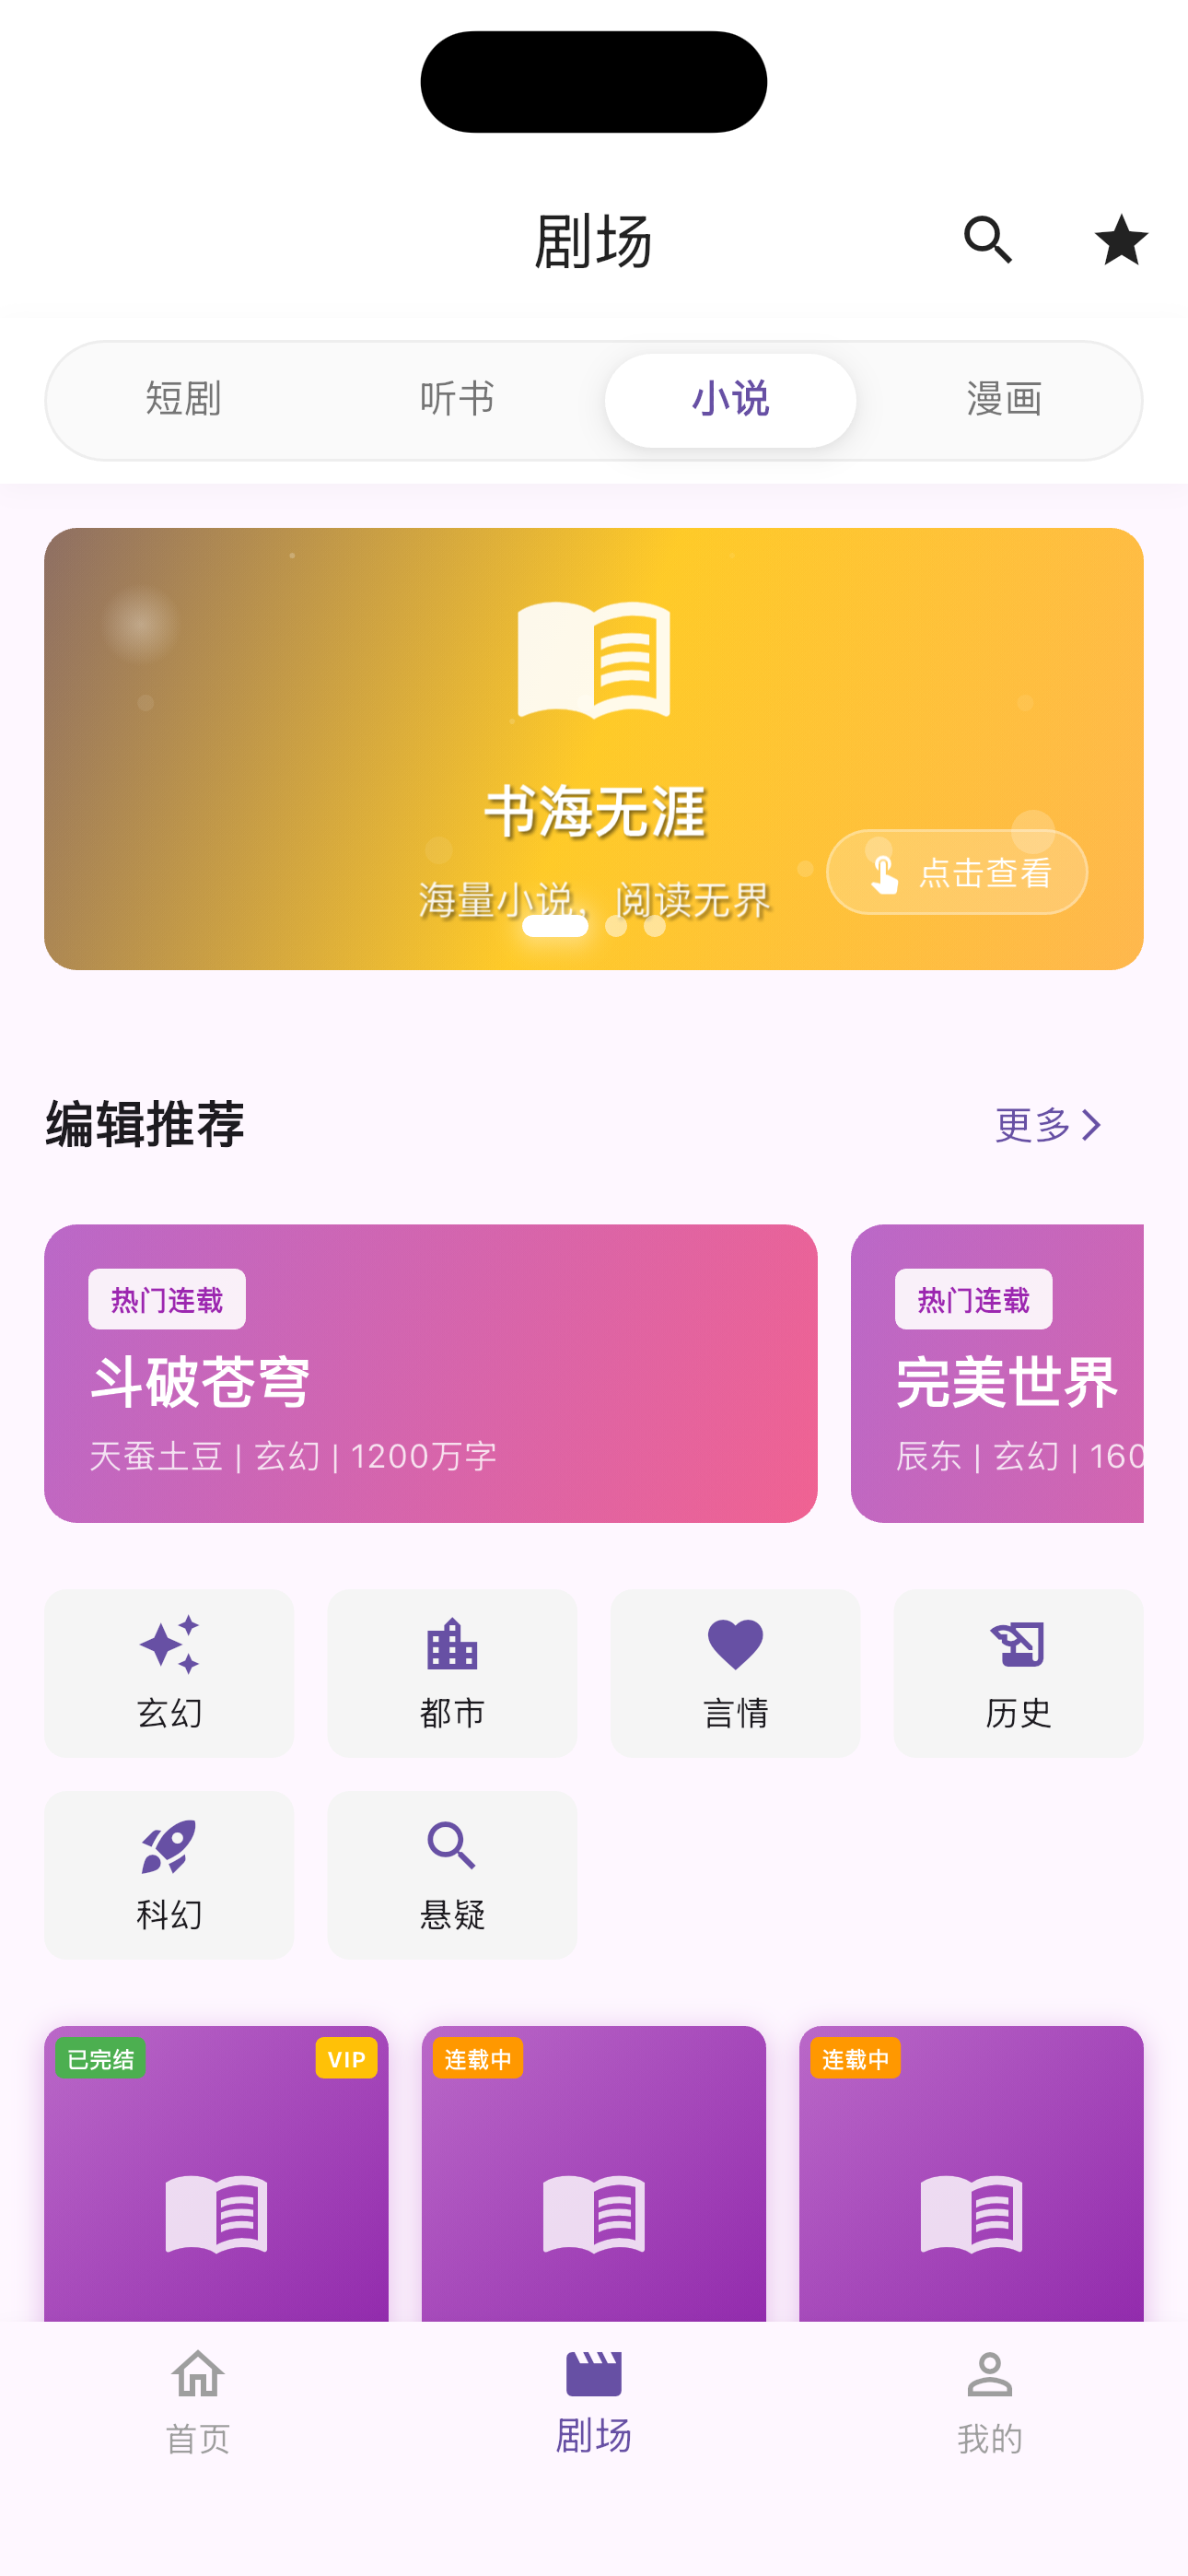 剧场
短剧
听书
小说
漫画
书海无涯
海量小说，阅读无界
点击查看
编辑推荐
更多
热门连载
斗破苍穹
天蚕土豆 | 玄幻 | 1200万字
热门连载
完美世界
辰东 | 玄幻 | 160
玄幻
都市
言情
历史
科幻
悬疑
已完结
VIP
连载中
连载中
首页
剧场
我的